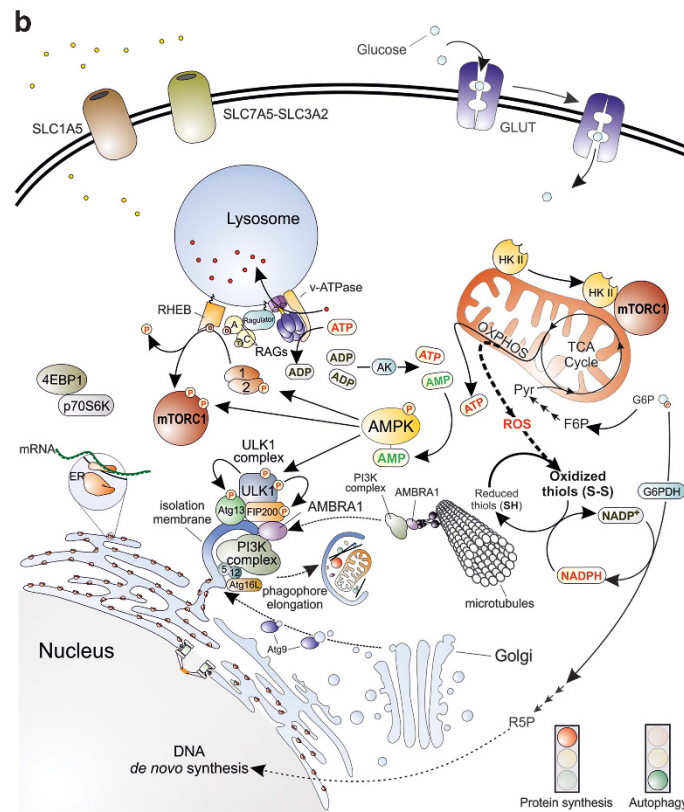 b
Glucose
SLC1A5
SLC7A5-SLC3A2
GLUT
Lysosome
v-ATPase
RHEB
Ragulator
A
C
RAGs
ATP
ADP
ADP
ADP
AK
ATP
AMP
P
1
2
P
4EBP1
p70S6K
mTORC1
P
P
AMPK
P
AMP
HK II
HK II
mTORC1
OXPHOS
TCA
Cycle
Pyr
ATP
ROS
F6P
G6P
P
mRNA
ER
ULK1
complex
P
ULK1
P
Atg13
FIP200
P
isolation
membrane
AMBRA1
PI3K
complex
5
12
Atg16L
phagophore
elongation
PI3K
complex
AMBRA1
Reduced
thiols (SH)
Oxidized
thiols (S-S)
G6PDH
NADP+
NADPH
microtubules
Atg9
Golgi
Nucleus
R5P
DNA
de novo synthesis
Protein synthesis
Autophagy